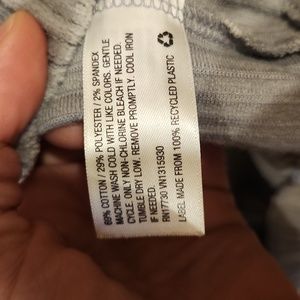 69% COTTON / 29% POLYESTER / 2% SPANDEX
MACHINE WASH COLD WITH LIKE COLORS. GENTLE
CYCLE. ONLY NON-CHLORINE BLEACH IF NEEDED.
TUMBLE DRY LOW. REMOVE PROMPTLY. COOL IRON
IF NEEDED.
RN17730 VN1315930
LABEL MADE FROM 100% RECYCLED PLASTIC